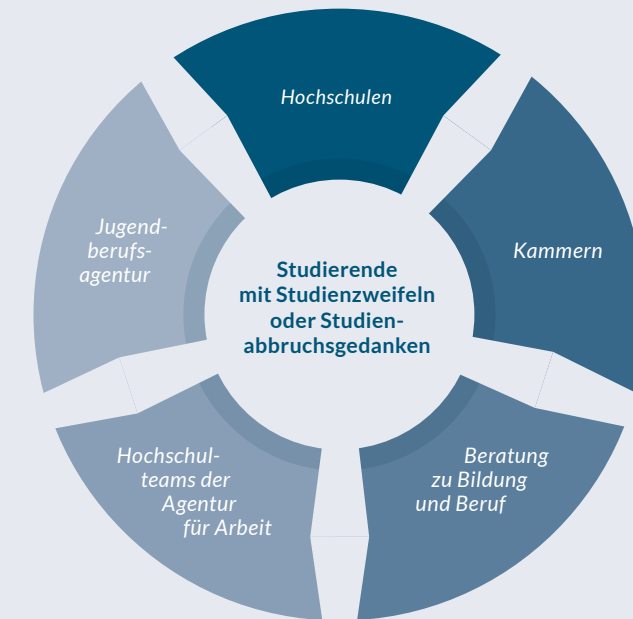 Hochschulen
Kammern
Beratung
zu Bildung
und Beruf
Hochschul-
teams der
Agentur
für Arbeit
Jugend-
berufs-
agentur
Studierende
mit Studienzweifeln
oder Studien-
abbruchsgedanken